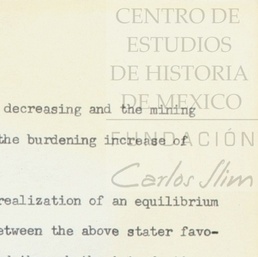 CENTRO DE
ESTUDIOS
DE HISTORIA
DE MEXICO
FUNDACIÓN
Carlos Slim
decreasing and the mining
the burdening increase of
realization of an equilibrium
etween the above stater favo-